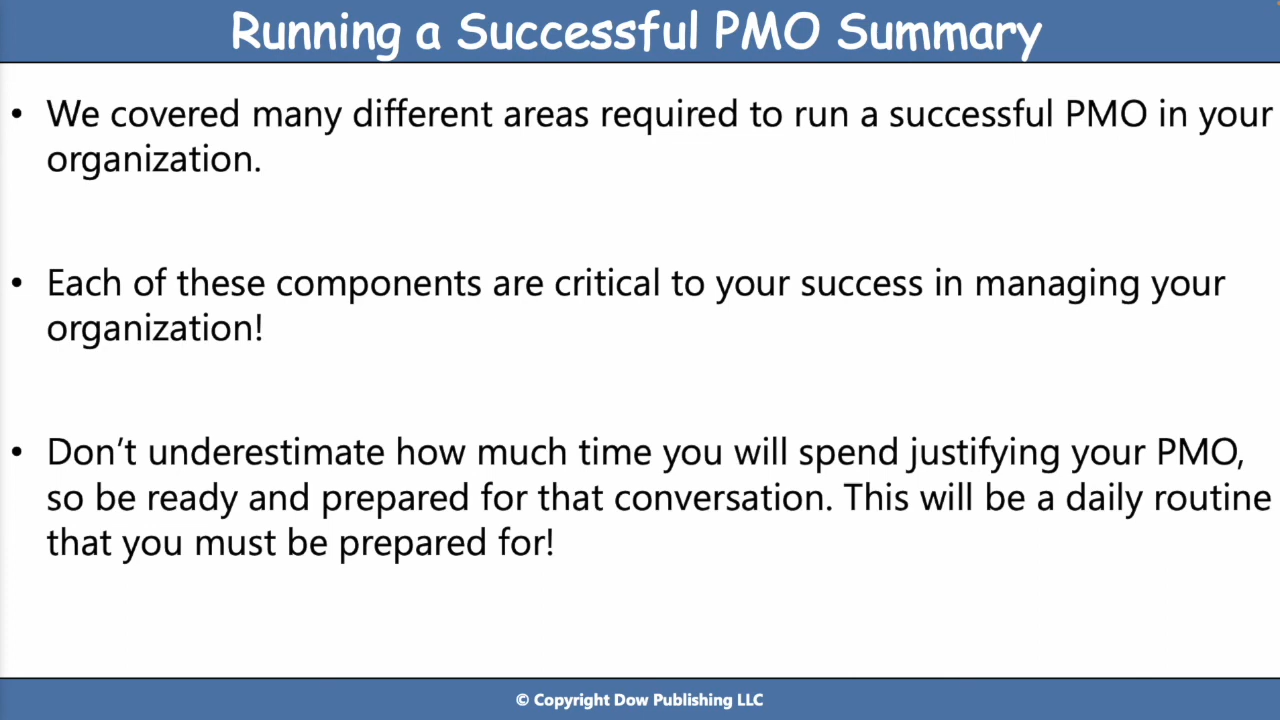 Running a Successful PMO Summary
• We covered many different areas required to run a successful PMO in your
organization.
• Each of these components are critical to your success in managing your
organization!
• Don’t underestimate how much time you will spend justifying your PMO,
so be ready and prepared for that conversation. This will be a daily routine
that you must be prepared for!
© Copyright Dow Publishing LLC